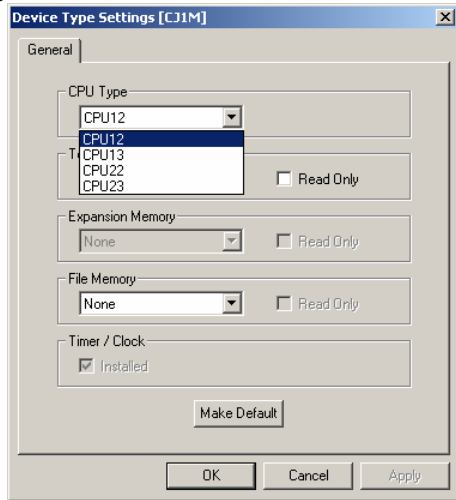 Device Type Settings [CJ1M]
General
CPU Type
CPU12
CPU12
CPU13
CPU22
CPU23
Read Only
Expansion Memory
None
Read Only
File Memory
None
Read Only
Timer / Clock
Installed
Make Default
OK Cancel Apply